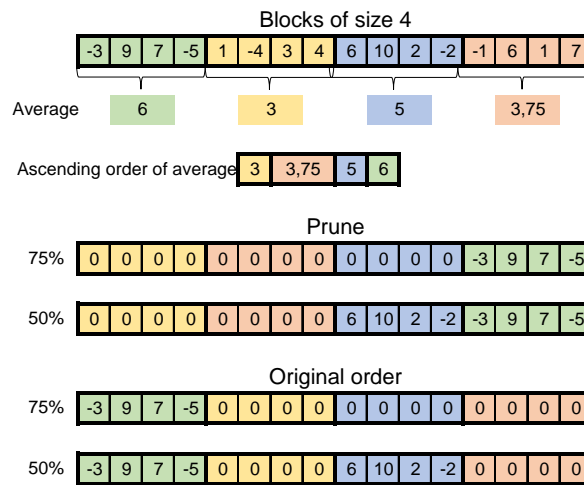 Blocks of size 4
-3 9 7 -5 1 -4 3 4 6 10 2 -2 -1 6 1 7
Average 6 3 5 3,75
Ascending order of average 3 3,75 5 6
Prune
75% 0 0 0 0 0 0 0 0 0 0 0 0 -3 9 7 -5
50% 0 0 0 0 0 0 0 0 6 10 2 -2 -3 9 7 -5
Original order
75% -3 9 7 -5 0 0 0 0 0 0 0 0 0 0 0 0
50% -3 9 7 -5 0 0 0 0 6 10 2 -2 0 0 0 0